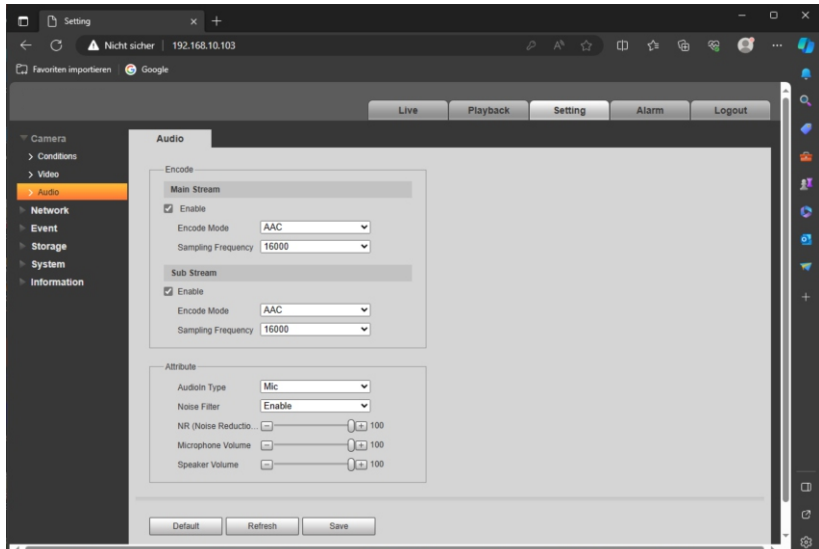 Setting
Nicht sicher 192.168.10.103
Favoriten importieren Google
Live Playback Setting Alarm Logout
Camera
Conditions
Video
Audio
Network
Event
Storage
System
Information
Audio
Encode
Main Stream
Enable
Encode Mode AAC
Sampling Frequency 16000
Sub Stream
Enable
Encode Mode AAC
Sampling Frequency 16000
Attribute
AudioIn Type Mic
Noise Filter Enable
NR (Noise Reductio... 100
Microphone Volume 100
Speaker Volume 100
Default Refresh Save